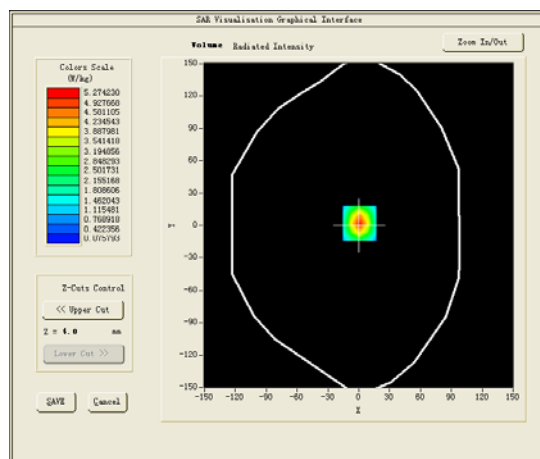 SAR Visualisation Graphical Interface
Volume Radiated Intensity
Zoom In/Out
Colors Scale
(W/kg)
5.274230
4.927668
4.581105
4.234543
3.887981
3.541418
3.194856
2.848293
2.501731
2.155168
1.808606
1.462043
1.115481
0.768918
0.422356
0.075793
150
120
90
60
30
0
-30
-60
-90
-120
-150
Y
-150 -120 -90 -60 -30 0 30 60 90 120 150
X
Z-Cuts Control
<< Upper Cut
Z = 4.0 mm
Lower Cut >>
SAVE
Cancel